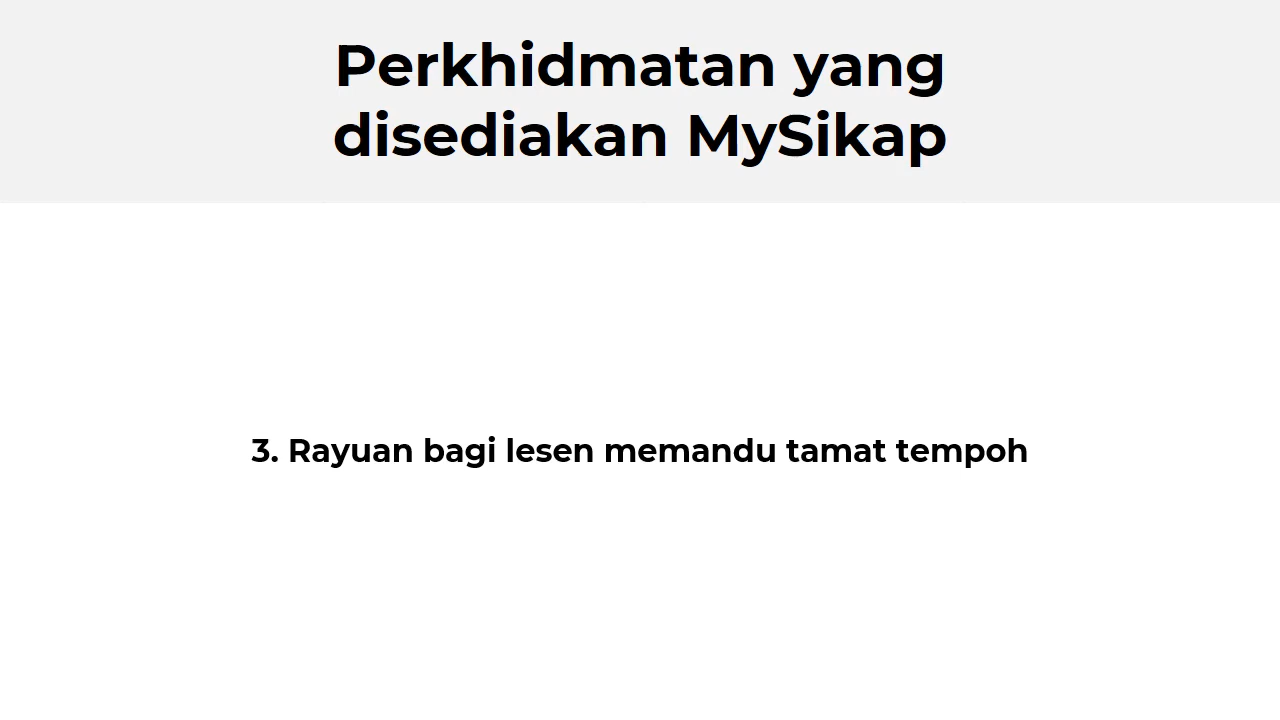 Perkhidmatan yang
disediakan MySikap
3. Rayuan bagi lesen memandu tamat tempoh